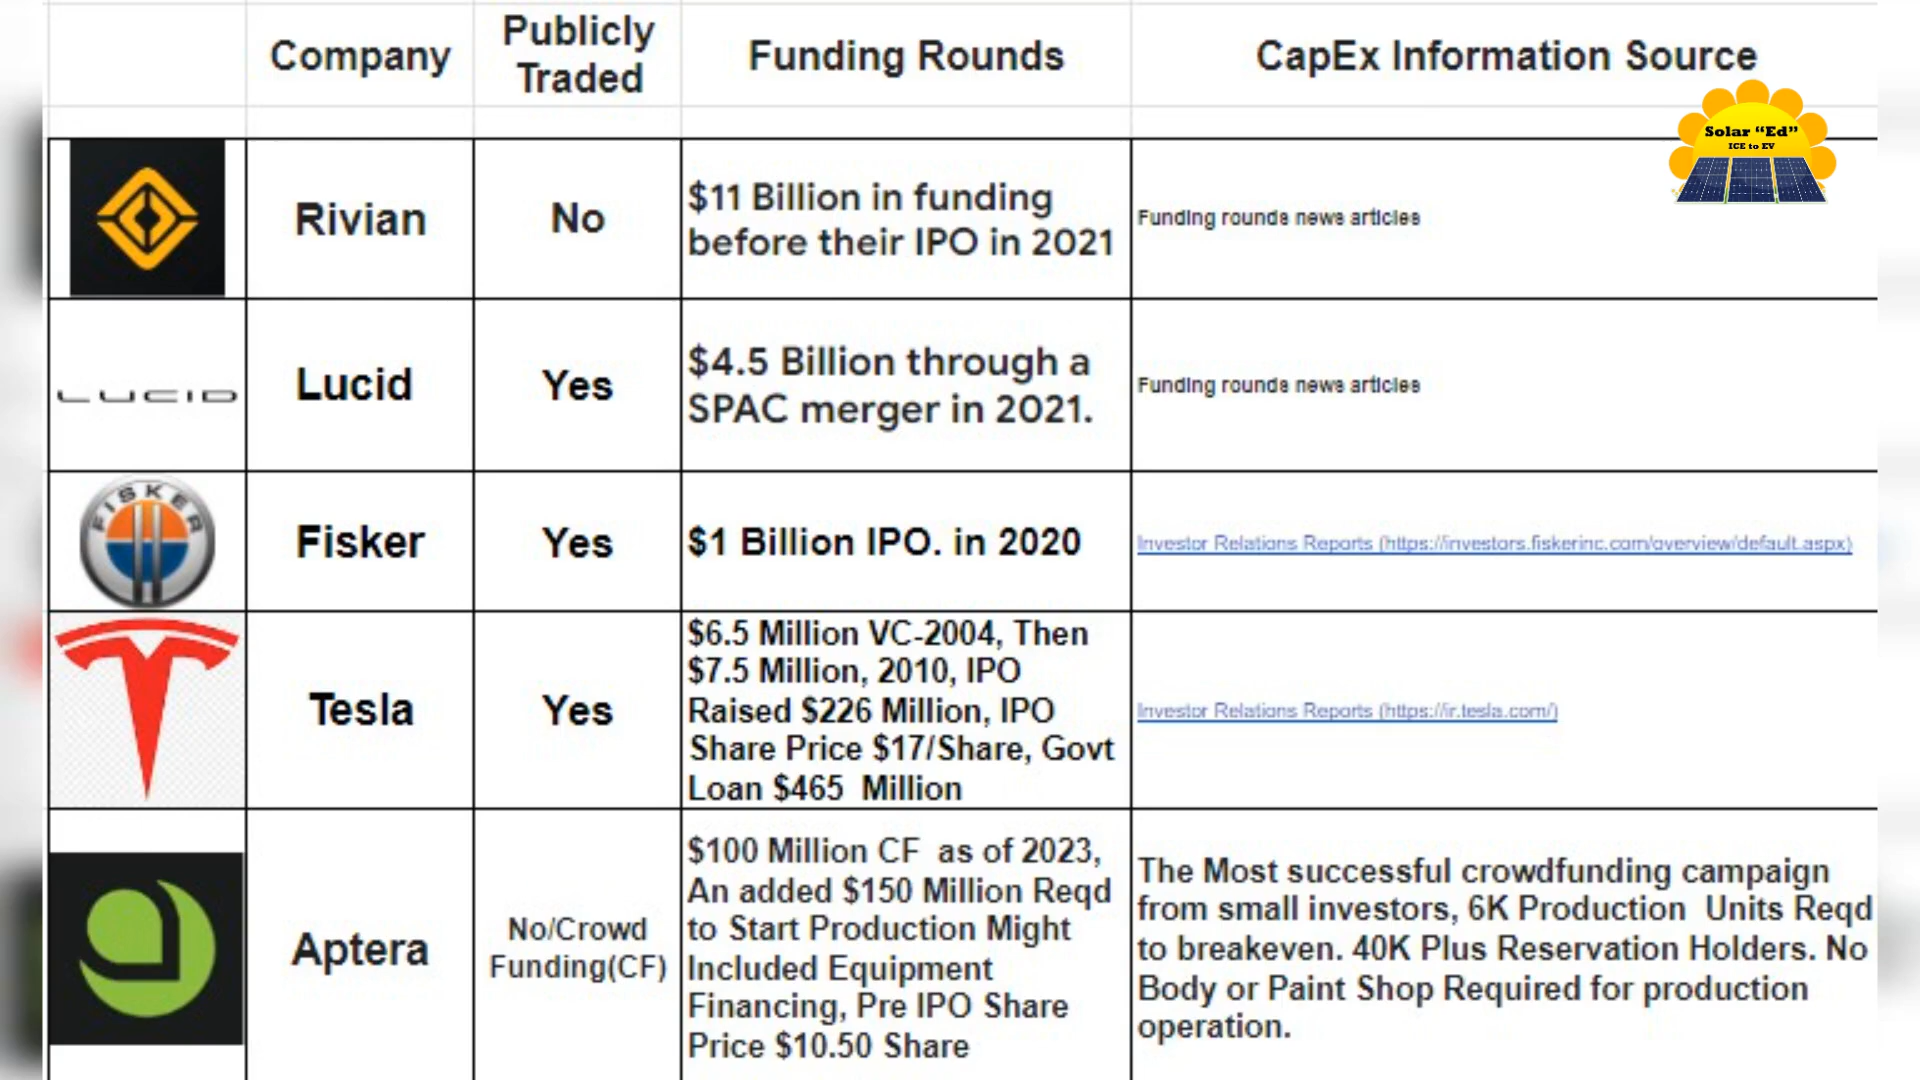 Company
Publicly
Traded
Funding Rounds
CapEx Information Source
Solar “Ed”
ICE to EV
Rivian
No
$11 Billion in funding
before their IPO in 2021
Funding rounds news articles
LUCID
Lucid
Yes
$4.5 Billion through a
SPAC merger in 2021.
Funding rounds news articles
FISKER
Fisker
Yes
$1 Billion IPO. in 2020
Investor Relations Reports (https://investors.fiskerinc.com/overview/default.aspx)
Tesla
Yes
$6.5 Million VC-2004, Then
$7.5 Million, 2010, IPO
Raised $226 Million, IPO
Share Price $17/Share, Govt
Loan $465 Million
Investor Relations Reports (https://ir.tesla.com/)
Aptera
No/Crowd
Funding(CF)
$100 Million CF as of 2023,
An added $150 Million Reqd
to Start Production Might
Included Equipment
Financing, Pre IPO Share
Price $10.50 Share
The Most successful crowdfunding campaign
from small investors, 6K Production Units Reqd
to breakeven. 40K Plus Reservation Holders. No
Body or Paint Shop Required for production
operation.